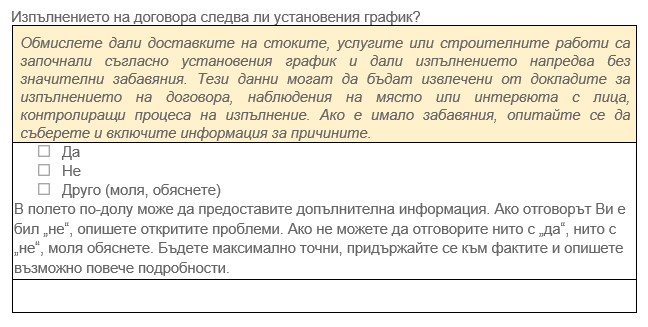 Изпълнението на договора следва ли установения график?
Обмислете дали доставките на стоките, услугите или строителните работи са
започнали съгласно установения график и дали изпълнението напредва без
значителни забавяния. Тези данни могат да бъдат извлечени от докладите за
изпълнението на договора, наблюдения на място или интервюта с лица,
контролиращи процеса на изпълнение. Ако е имало забавяния, опитайте се да
съберете и включите информация за причините.
☐ Да
☐ Не
☐ Друго (моля, обяснете)
В полето по-долу може да предоставите допълнителна информация. Ако отговорът Ви е
бил „не“, опишете откритите проблеми. Ако не можете да отговорите нито с „да“, нито с
„не“, моля обяснете. Бъдете максимално точни, придържайте се към фактите и опишете
възможно повече подробности.